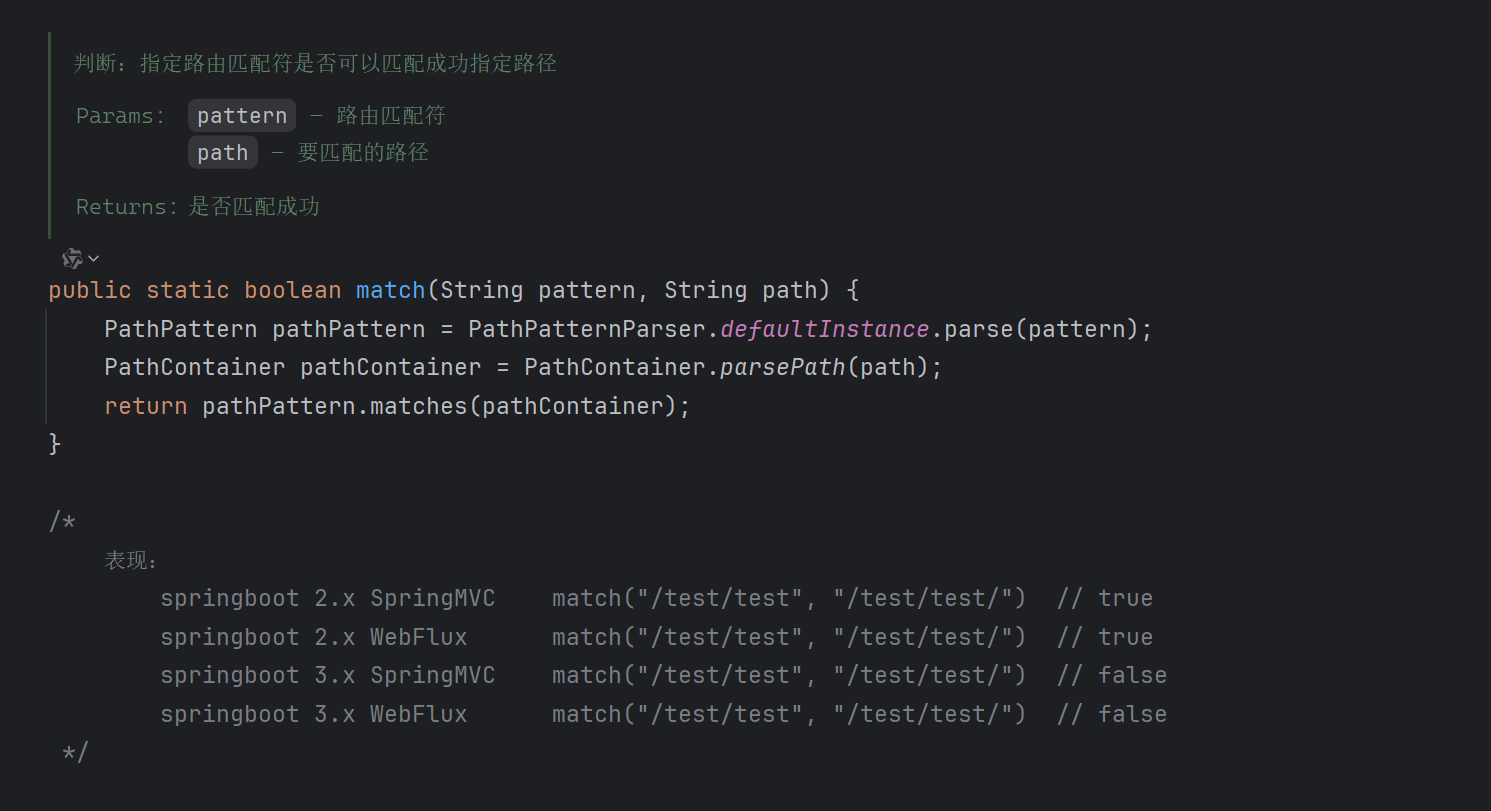 判断：指定路由匹配符是否可以匹配成功指定路径
Params: pattern – 路由匹配符
path – 要匹配的路径
Returns: 是否匹配成功
public static boolean match(String pattern, String path) {
    PathPattern pathPattern = PathPatternParser.defaultInstance.parse(pattern);
    PathContainer pathContainer = PathContainer.parsePath(path);
    return pathPattern.matches(pathContainer);
}
/*
    表现：
        springboot 2.x SpringMVC    match("/test/test", "/test/test/")  // true
        springboot 2.x WebFlux      match("/test/test", "/test/test/")  // true
        springboot 3.x SpringMVC    match("/test/test", "/test/test/")  // false
        springboot 3.x WebFlux      match("/test/test", "/test/test/")  // false
 */